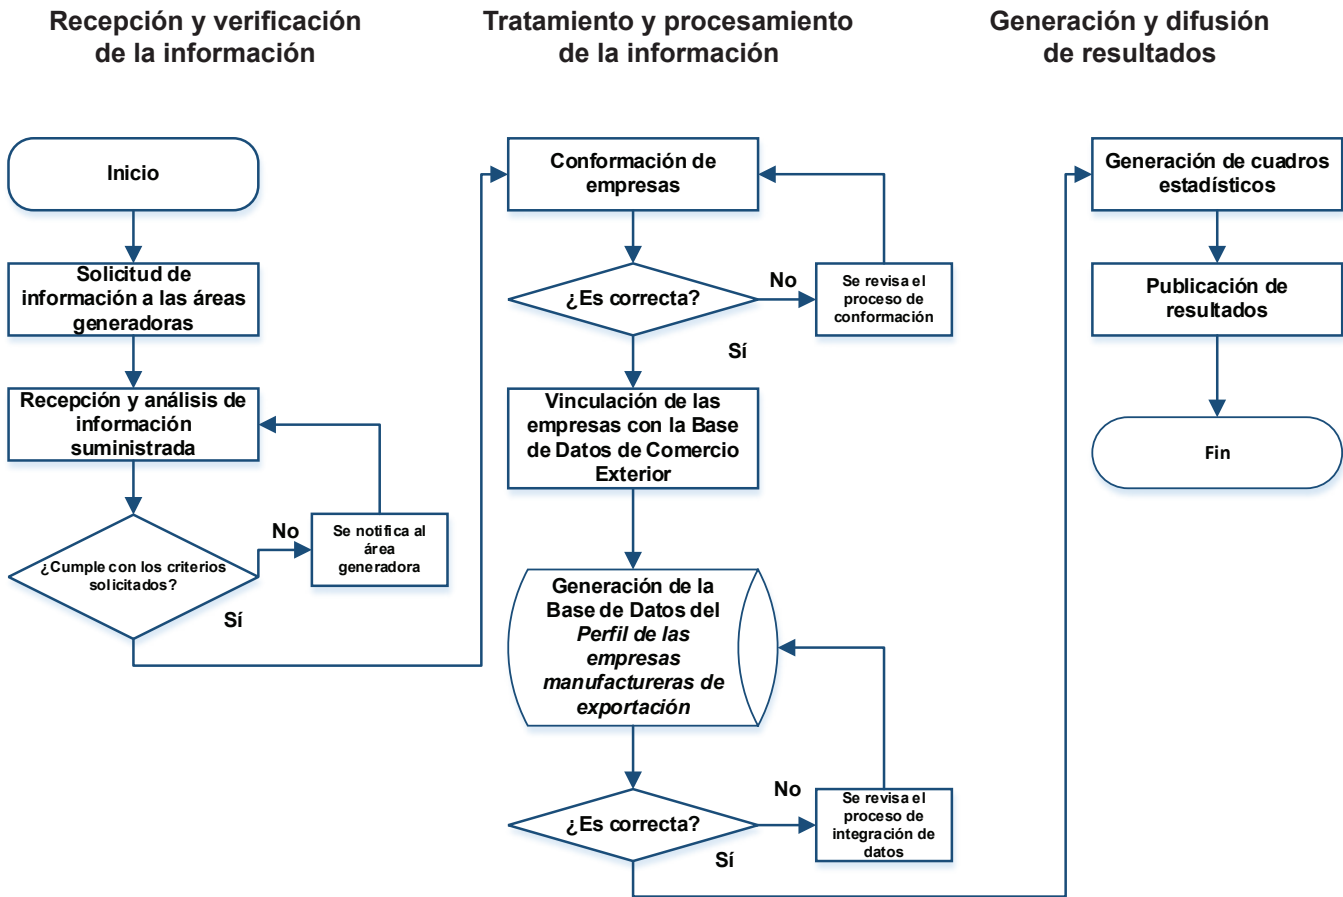 Recepción y verificación
de la información
Inicio
Solicitud de
información a las áreas
generadoras
Recepción y análisis de
información
suministrada
¿Cumple con los criterios
solicitados?
No
Se notifica al
área
generadora
Sí
Tratamiento y procesamiento
de la información
Conformación de
empresas
¿Es correcta?
No
Se revisa el
proceso de
conformación
Sí
Vinculación de las
empresas con la Base
de Datos de Comercio
Exterior
Generación de la
Base de Datos del
Perfil de las
empresas
manufactureras de
exportación
¿Es correcta?
No
Se revisa el
proceso de
integración de
datos
Sí
Generación y difusión
de resultados
Generación de cuadros
estadísticos
Publicación de
resultados
Fin